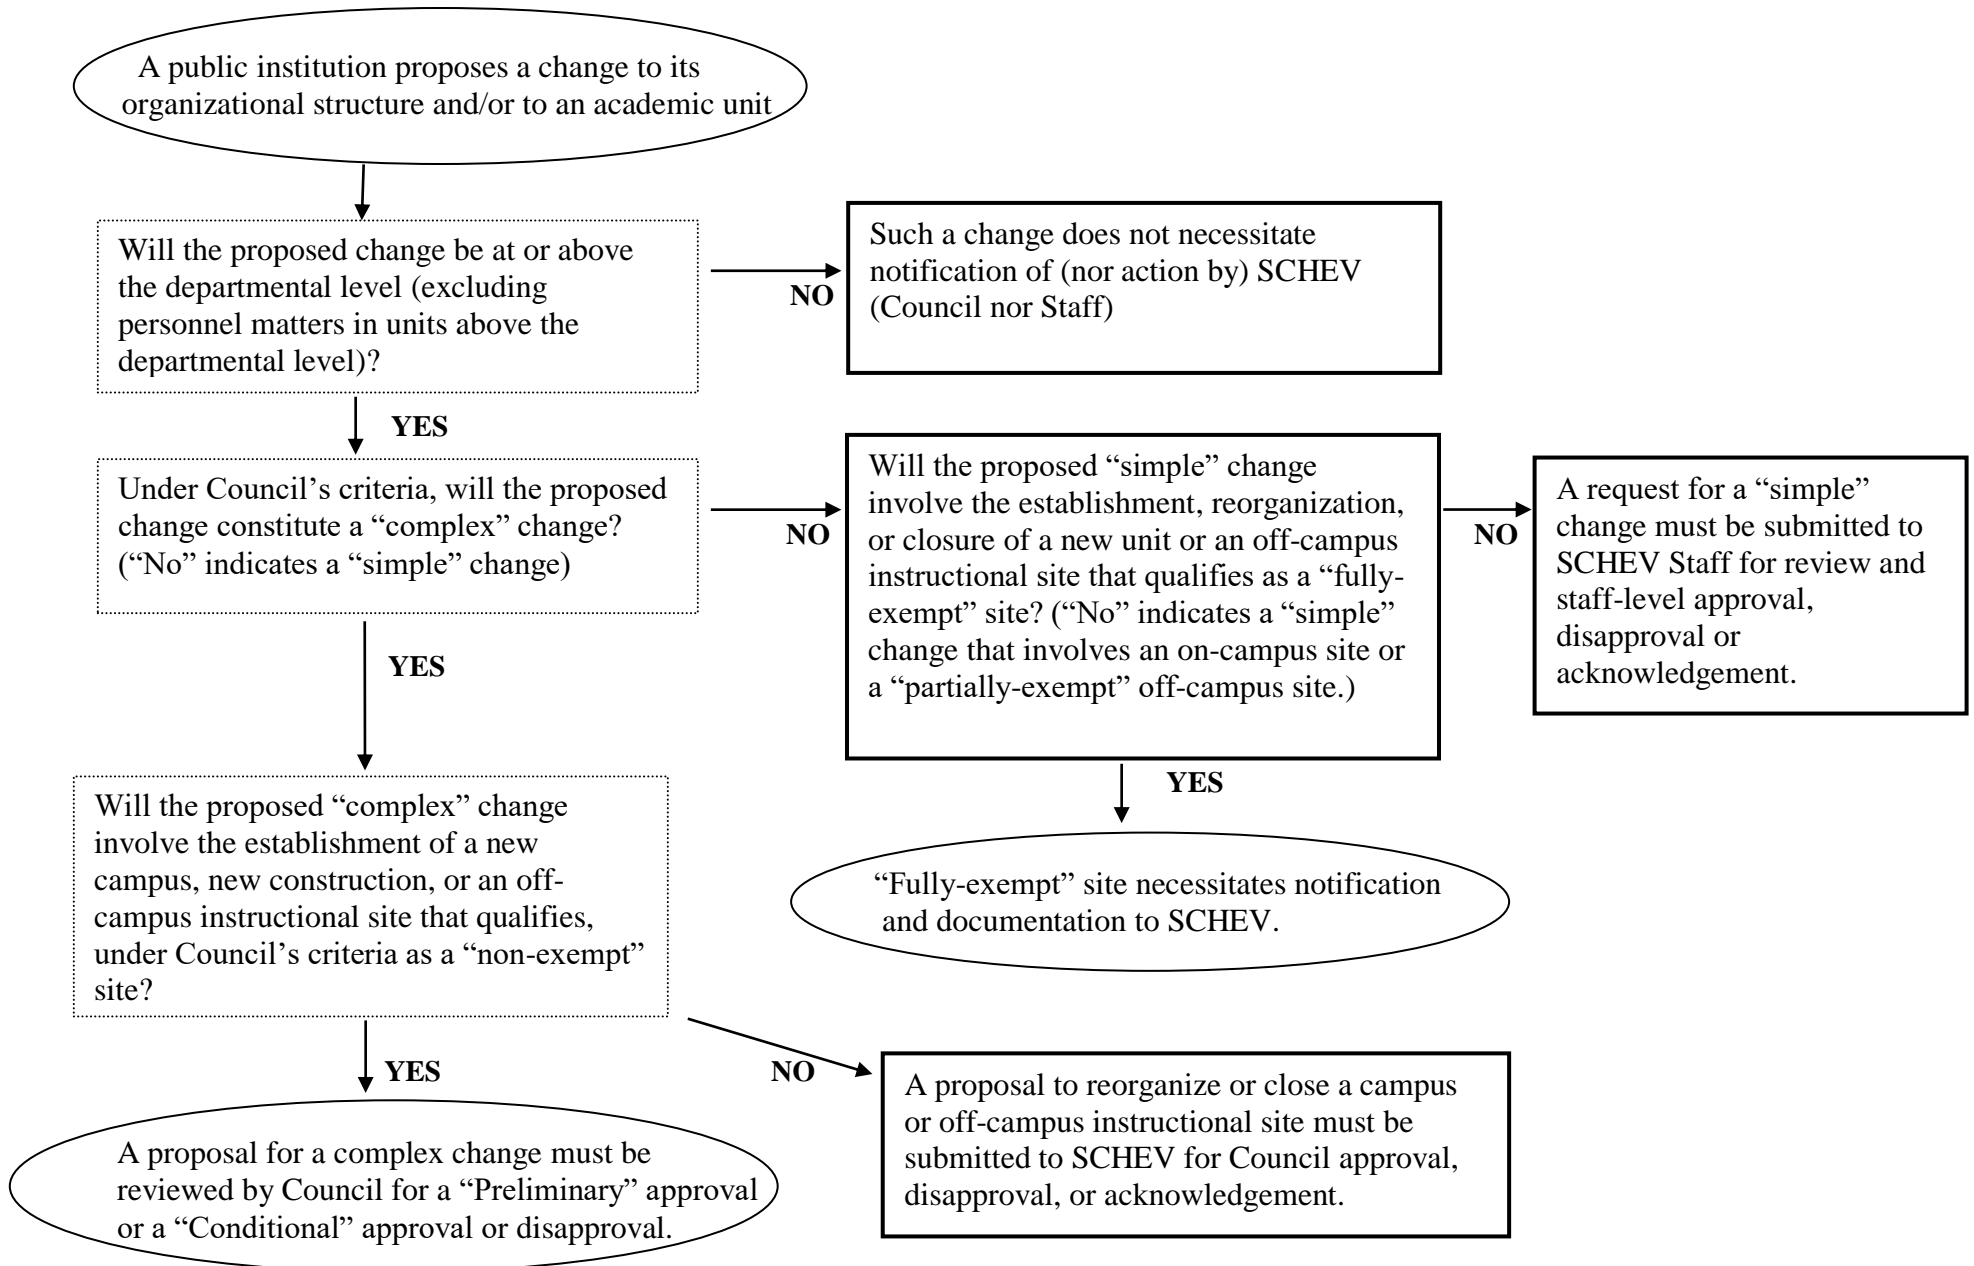 A public institution proposes a change to its
organizational structure and/or to an academic unit
Will the proposed change be at or above
the departmental level (excluding
personnel matters in units above the
departmental level)?
NO
Such a change does not necessitate
notification of (nor action by) SCHEV
(Council nor Staff)
YES
Under Council’s criteria, will the proposed
change constitute a “complex” change?
(“No” indicates a “simple” change)
NO
Will the proposed “simple” change
involve the establishment, reorganization,
or closure of a new unit or an off-campus
instructional site that qualifies as a “fully-
exempt” site? (“No” indicates a “simple”
change that involves an on-campus site or
a “partially-exempt” off-campus site.)
NO
A request for a “simple”
change must be submitted to
SCHEV Staff for review and
staff-level approval,
disapproval or
acknowledgement.
YES
YES
Will the proposed “complex” change
involve the establishment of a new
campus, new construction, or an off-
campus instructional site that qualifies,
under Council’s criteria as a “non-exempt”
site?
“Fully-exempt” site necessitates notification
and documentation to SCHEV.
YES
NO
A proposal to reorganize or close a campus
or off-campus instructional site must be
submitted to SCHEV for Council approval,
disapproval, or acknowledgement.
A proposal for a complex change must be
reviewed by Council for a “Preliminary” approval
or a “Conditional” approval or disapproval.